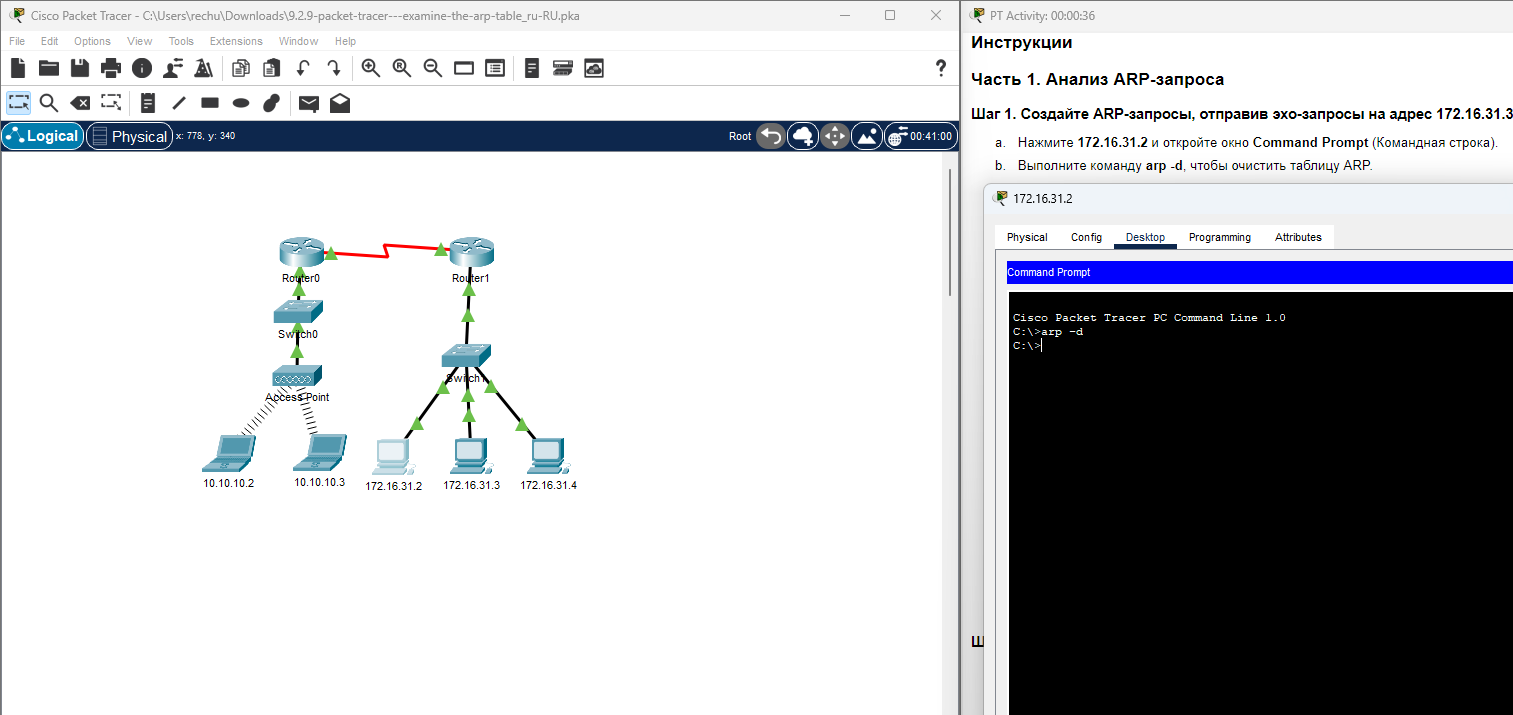 Cisco Packet Tracer - C:\Users\rechu\Downloads\9.2.9-packet-tracer---examine-the-arp-table_ru-RU.pka
File Edit Options View Tools Extensions Window Help
Logical Physical x: 778, y: 340
Root 00:41:00
Router0
Router1
Switch0
Switch1
Access Point
10.10.10.2
10.10.10.3
172.16.31.2
172.16.31.3
172.16.31.4
PT Activity: 00:00:36
Инструкции
Часть 1. Анализ ARP-запроса
Шаг 1. Создайте ARP-запросы, отправив эхо-запросы на адрес 172.16.31.3
a. Нажмите 172.16.31.2 и откройте окно Command Prompt (Командная строка).
b. Выполните команду arp -d, чтобы очистить таблицу ARP.
172.16.31.2
Physical Config Desktop Programming Attributes
Command Prompt
Cisco Packet Tracer PC Command Line 1.0
C:\>arp -d
C:\>